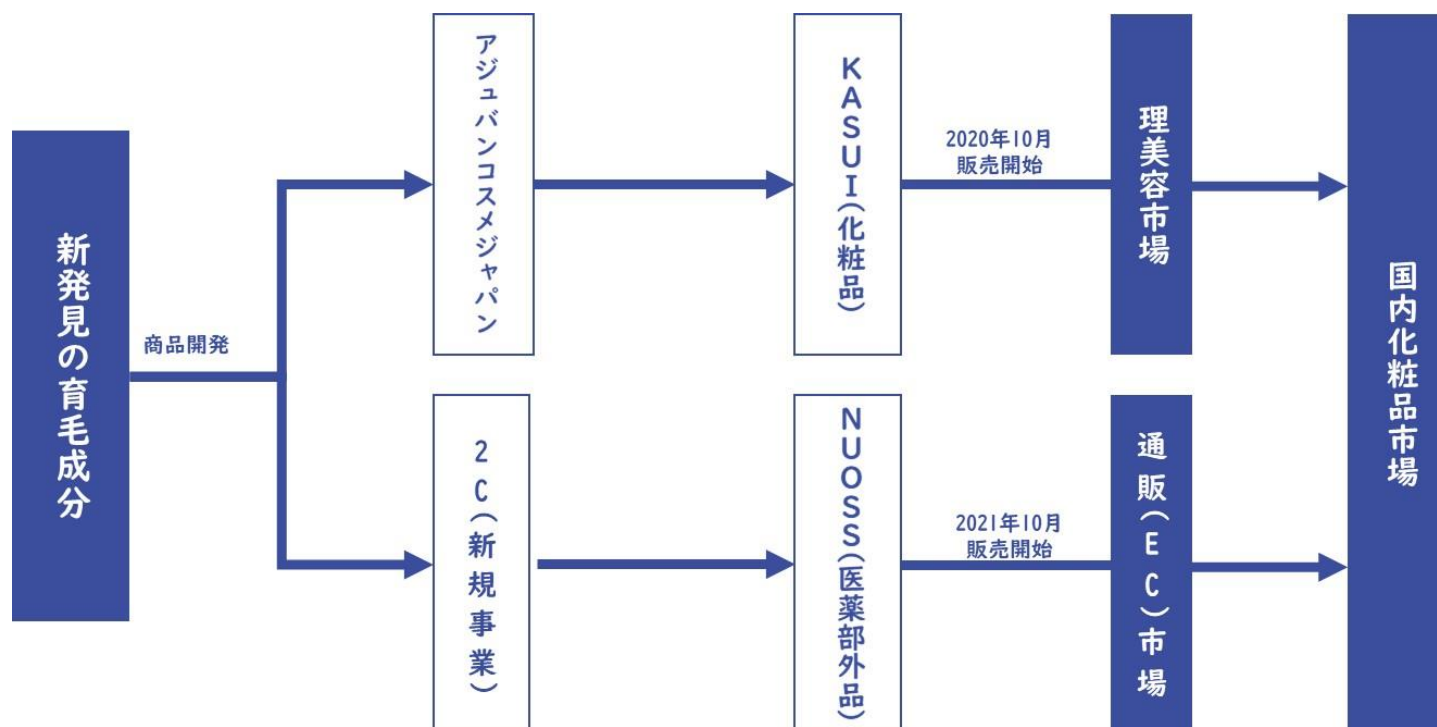 新発見の育毛成分
商品開発
アジュバンコスメジャパン
KASUI(化粧品)
2020年10月
販売開始
理美容市場
2C(新規事業)
NUOSS(医薬部外品)
2021年10月
販売開始
通販(EC)市場
国内化粧品市場